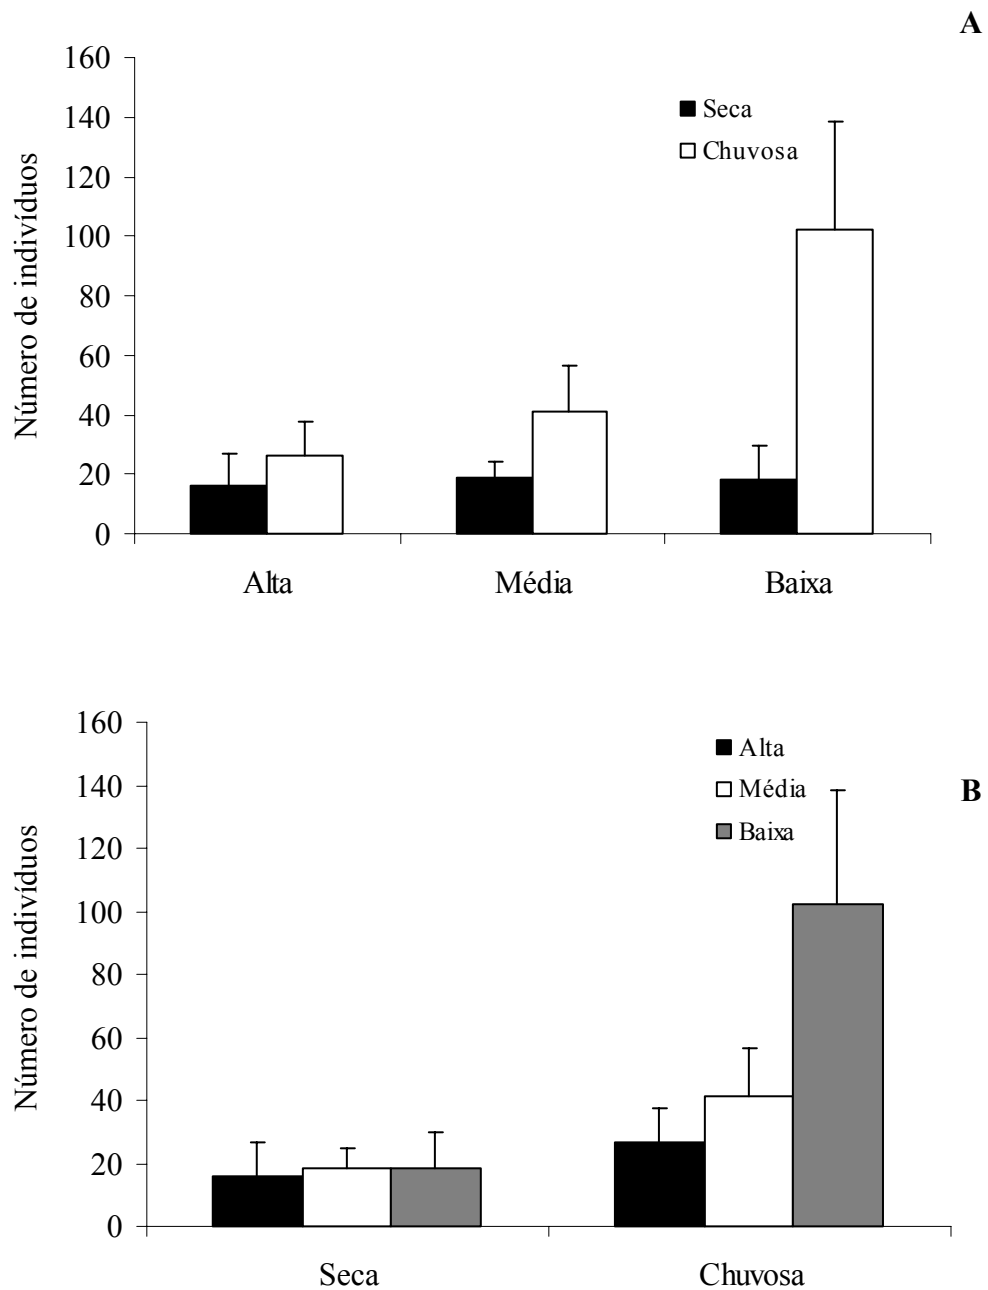 A
160
140
120
100
80
60
40
20
0
Número de indivíduos
Seca
Chuvosa
Alta Média Baixa
160
140
120
100
80
60
40
20
0
Número de indivíduos
Alta
Média
Baixa
B
Seca Chuvosa